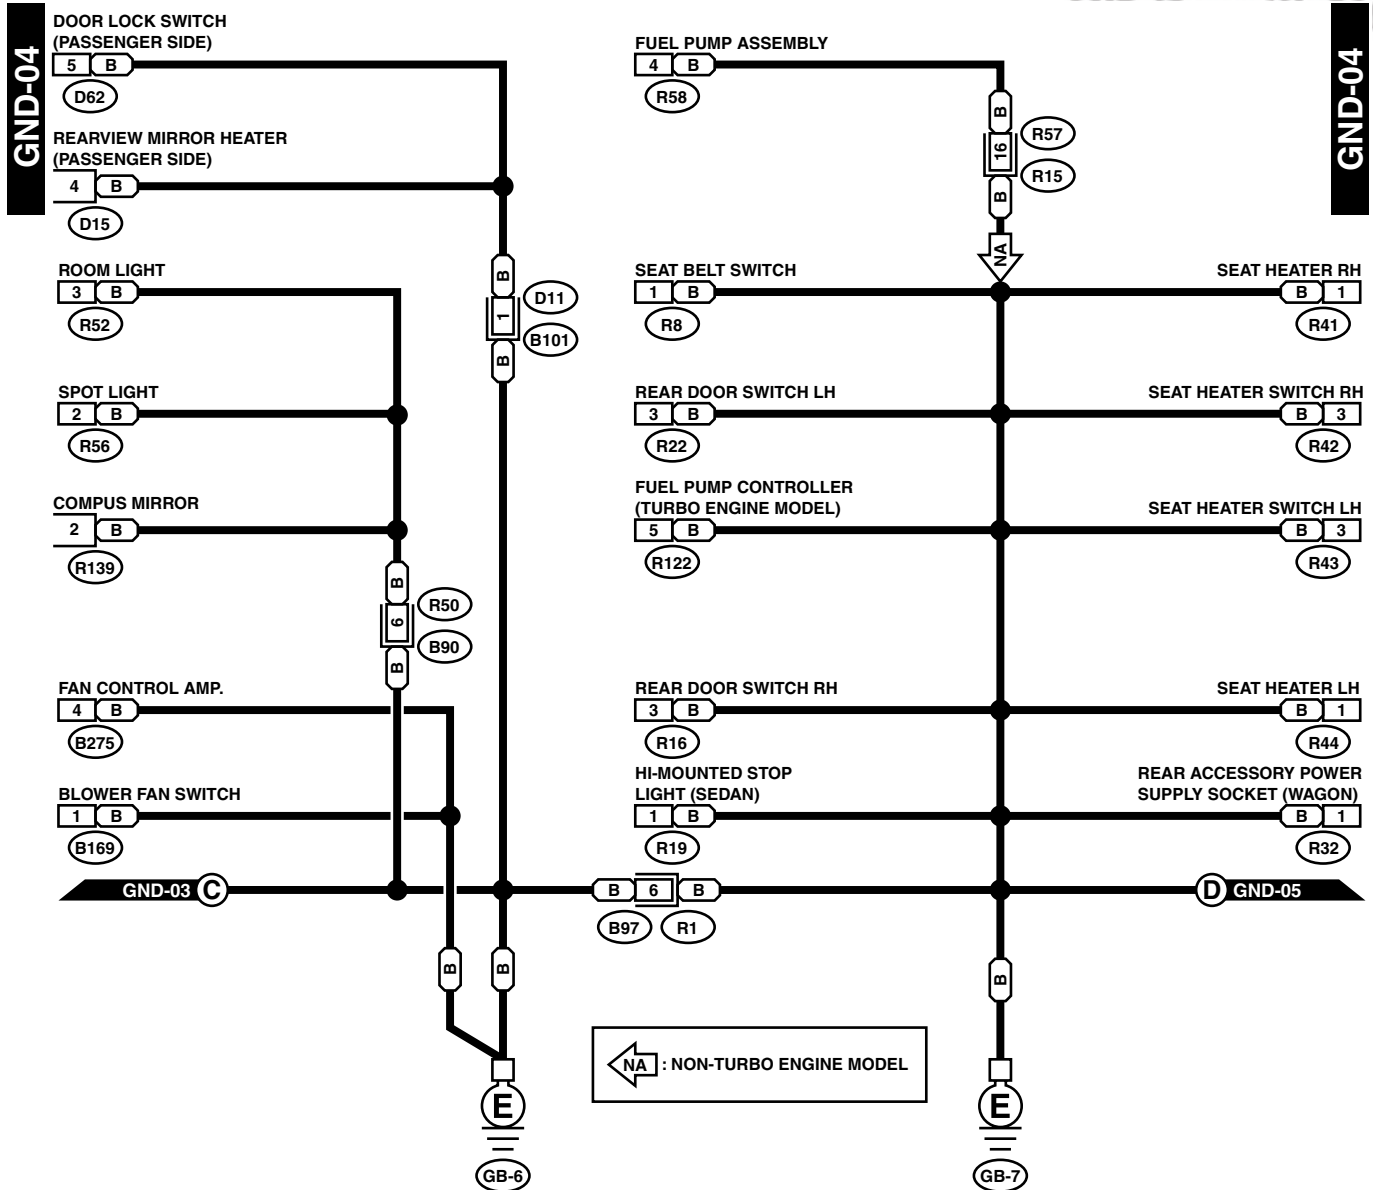 GND-04
DOOR LOCK SWITCH
(PASSENGER SIDE)
5 B
D62
REARVIEW MIRROR HEATER
(PASSENGER SIDE)
4 B
D15
ROOM LIGHT
3 B
R52
SPOT LIGHT
2 B
R56
COMPUS MIRROR
2 B
R139
B
R50
6
B90
B
FAN CONTROL AMP.
4 B
B275
BLOWER FAN SWITCH
1 B
B169
GND-03 C
B
D11
1
B101
B
B
B
E
GB-6
B 6 B
B97 R1
FUEL PUMP ASSEMBLY
4 B
R58
B
R57
16
R15
B
NA
SEAT BELT SWITCH
1 B
R8
REAR DOOR SWITCH LH
3 B
R22
FUEL PUMP CONTROLLER
(TURBO ENGINE MODEL)
5 B
R122
REAR DOOR SWITCH RH
3 B
R16
HI-MOUNTED STOP
LIGHT (SEDAN)
1 B
R19
GND-04
SEAT HEATER RH
B 1
R41
SEAT HEATER SWITCH RH
B 3
R42
SEAT HEATER SWITCH LH
B 3
R43
SEAT HEATER LH
B 1
R44
REAR ACCESSORY POWER
SUPPLY SOCKET (WAGON)
B 1
R32
D GND-05
B
E
GB-7
NA : NON-TURBO ENGINE MODEL